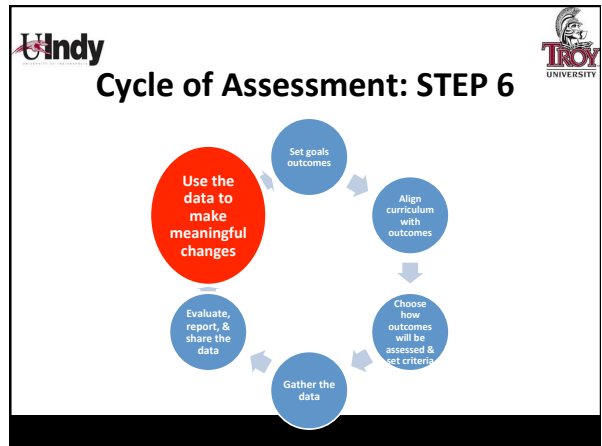 UIndy
TROY
UNIVERSITY
Cycle of Assessment: STEP 6
Set goals
outcomes
Align
curriculum
with
outcomes
Choose
how
outcomes
will be
assessed &
set criteria
Gather the
data
Evaluate,
report, &
share the
data
Use the
data to
make
meaningful
changes